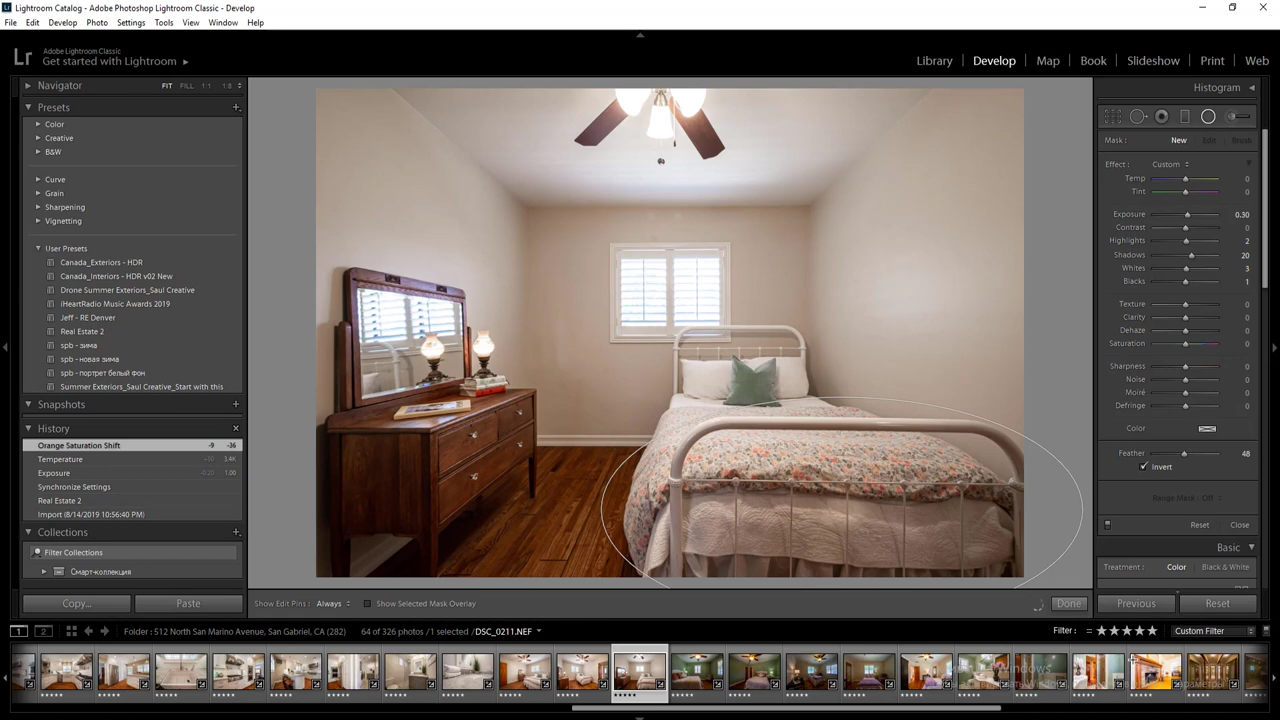 Lightroom Catalog - Adobe Photoshop Lightroom Classic - Develop
File Edit Develop Photo Settings Tools View Window Help
Lr
Adobe Lightroom Classic
Get started with Lightroom
Library | Develop | Map | Book | Slideshow | Print | Web
Navigator FIT FILL 1:1 1:8
Presets
Color
Creative
B&W
Curve
Grain
Sharpening
Vignetting
User Presets
Canada_Exteriors - HDR
Canada_Interiors - HDR v02 New
Drone Summer Exteriors_Saul Creative
iHeartRadio Music Awards 2019
Jeff - RE Denver
Real Estate 2
spb - зима
spb - новая зима
spb - портрет белый фон
Summer Exteriors_Saul Creative_Start with this
Snapshots
History
Orange Saturation Shift -9 -36
Temperature 3.4K
Exposure -0.20 1.00
Synchronize Settings
Real Estate 2
Import (8/14/2019 10:56:40 PM)
Collections
Filter Collections
Смарт-коллекция
Copy... Paste
Histogram
Mask : New Edit Brush
Effect : Custom
Temp 0
Tint 0
Exposure 0.30
Contrast 0
Highlights 2
Shadows 20
Whites 3
Blacks 1
Texture 0
Clarity 0
Dehaze 0
Saturation 0
Sharpness 0
Noise 0
Moiré 0
Defringe 0
Color
Feather 48
Invert
Range Mask : Off
Reset Close
Basic
Treatment : Color Black & White
Show Edit Pins : Always Show Selected Mask Overlay Done
Previous Reset
1 2 Folder : 512 North San Marino Avenue, San Gabriel, CA (282) 64 of 326 photos /1 selected /DSC_0211.NEF Filter : Custom Filter